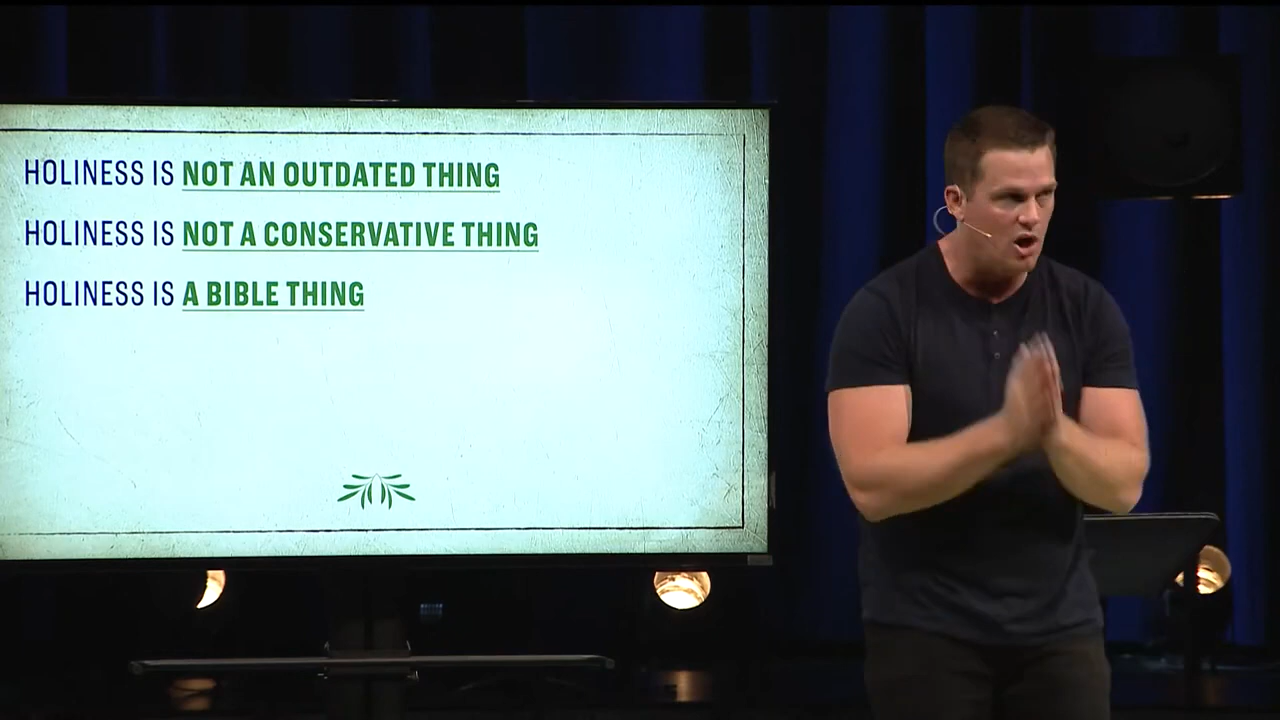 HOLINESS IS NOT AN OUTDATED THING
HOLINESS IS NOT A CONSERVATIVE THING
HOLINESS IS A BIBLE THING